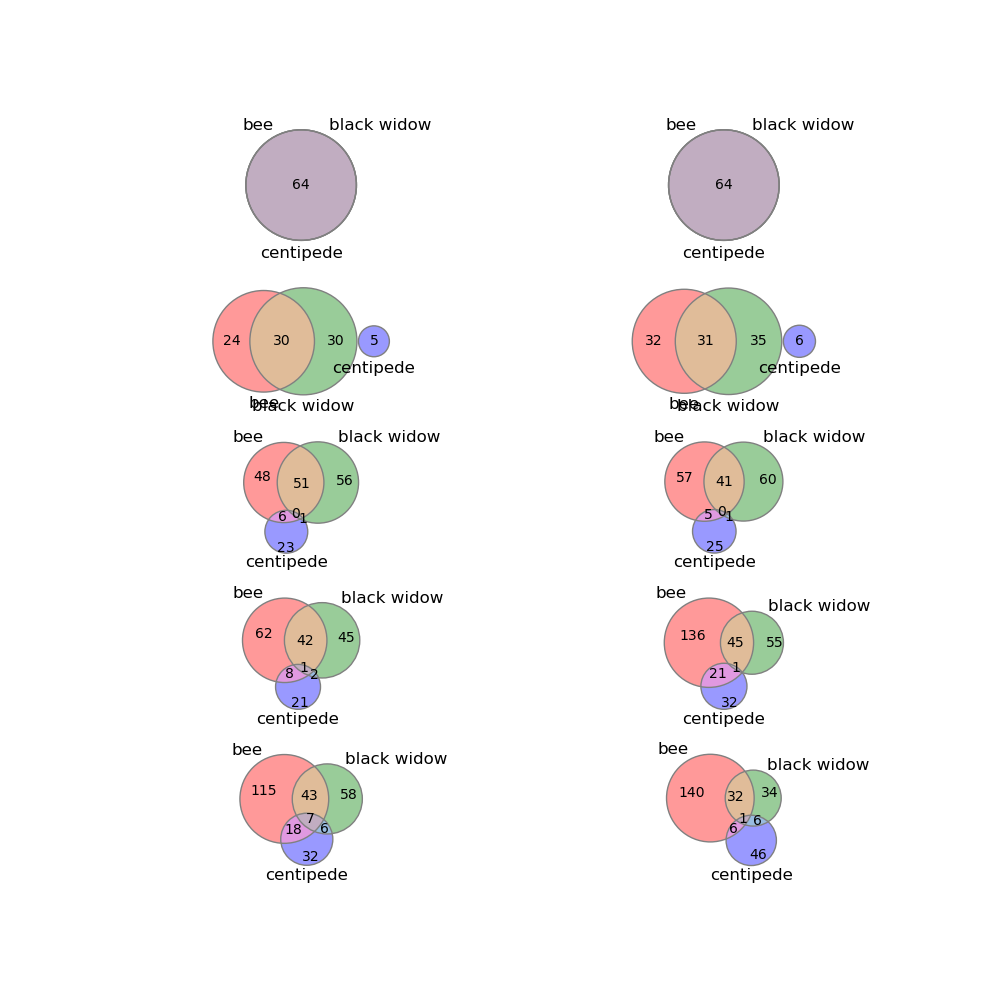 bee black widow bee black widow
64 64
centipede centipede
24 30 30 5 32 31 35 6
centipede centipede
bee black widow bee black widow
bee black widow bee black widow
48 51 56 57 41 60
6 0 1 5 0 1
23 25
centipede centipede
bee black widow bee black widow
62 42 45 136 45 55
8 1 2 21 1
21 32
centipede centipede
bee black widow bee black widow
115 43 58 140 32 34
18 7 6 6 1 6
32 46
centipede centipede